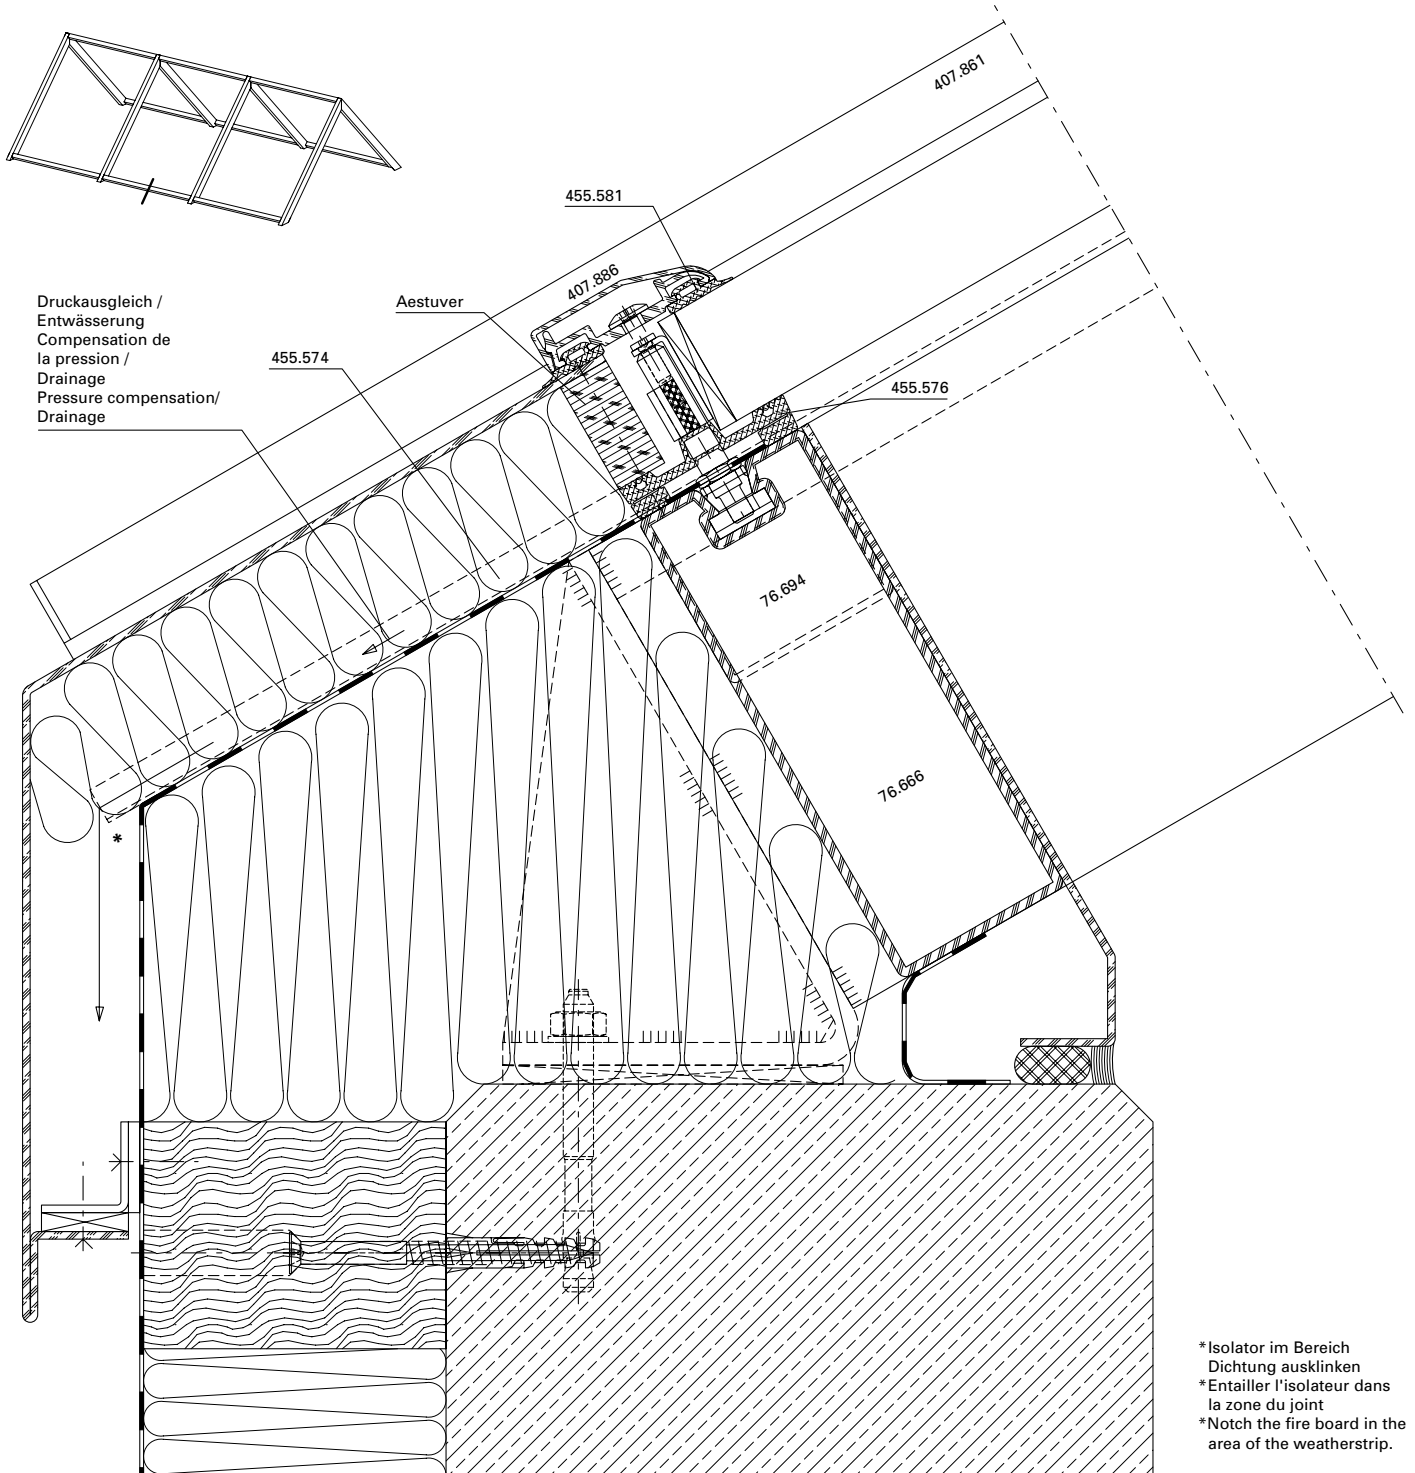 407.861
455.581
407.886
Aestuver
Druckausgleich /
Entwässerung
Compensation de
la pression /
Drainage
Pressure compensation/
Drainage
455.574
455.576
76.694
76.666
*
*Isolator im Bereich
Dichtung ausklinken
*Entailler l'isolateur dans
la zone du joint
*Notch the fire board in the
area of the weatherstrip.